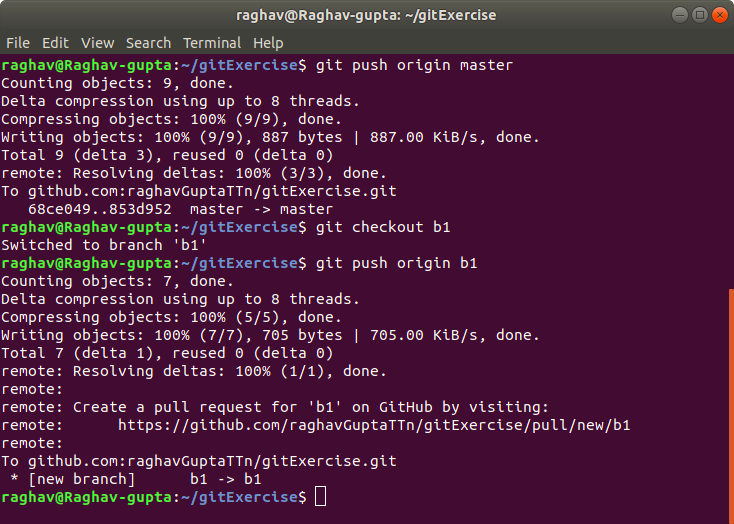 raghav@Raghav-gupta: ~/gitExercise
File Edit View Search Terminal Help
raghav@Raghav-gupta:~/gitExercise$ git push origin master
Counting objects: 9, done.
Delta compression using up to 8 threads.
Compressing objects: 100% (9/9), done.
Writing objects: 100% (9/9), 887 bytes | 887.00 KiB/s, done.
Total 9 (delta 3), reused 0 (delta 0)
remote: Resolving deltas: 100% (3/3), done.
To github.com:raghavGuptaTTn/gitExercise.git
   68ce049..853d952  master -> master
raghav@Raghav-gupta:~/gitExercise$ git checkout b1
Switched to branch 'b1'
raghav@Raghav-gupta:~/gitExercise$ git push origin b1
Counting objects: 7, done.
Delta compression using up to 8 threads.
Compressing objects: 100% (5/5), done.
Writing objects: 100% (7/7), 705 bytes | 705.00 KiB/s, done.
Total 7 (delta 1), reused 0 (delta 0)
remote: Resolving deltas: 100% (1/1), done.
remote:
remote: Create a pull request for 'b1' on GitHub by visiting:
remote:      https://github.com/raghavGuptaTTn/gitExercise/pull/new/b1
remote:
To github.com:raghavGuptaTTn/gitExercise.git
 * [new branch]      b1 -> b1
raghav@Raghav-gupta:~/gitExercise$